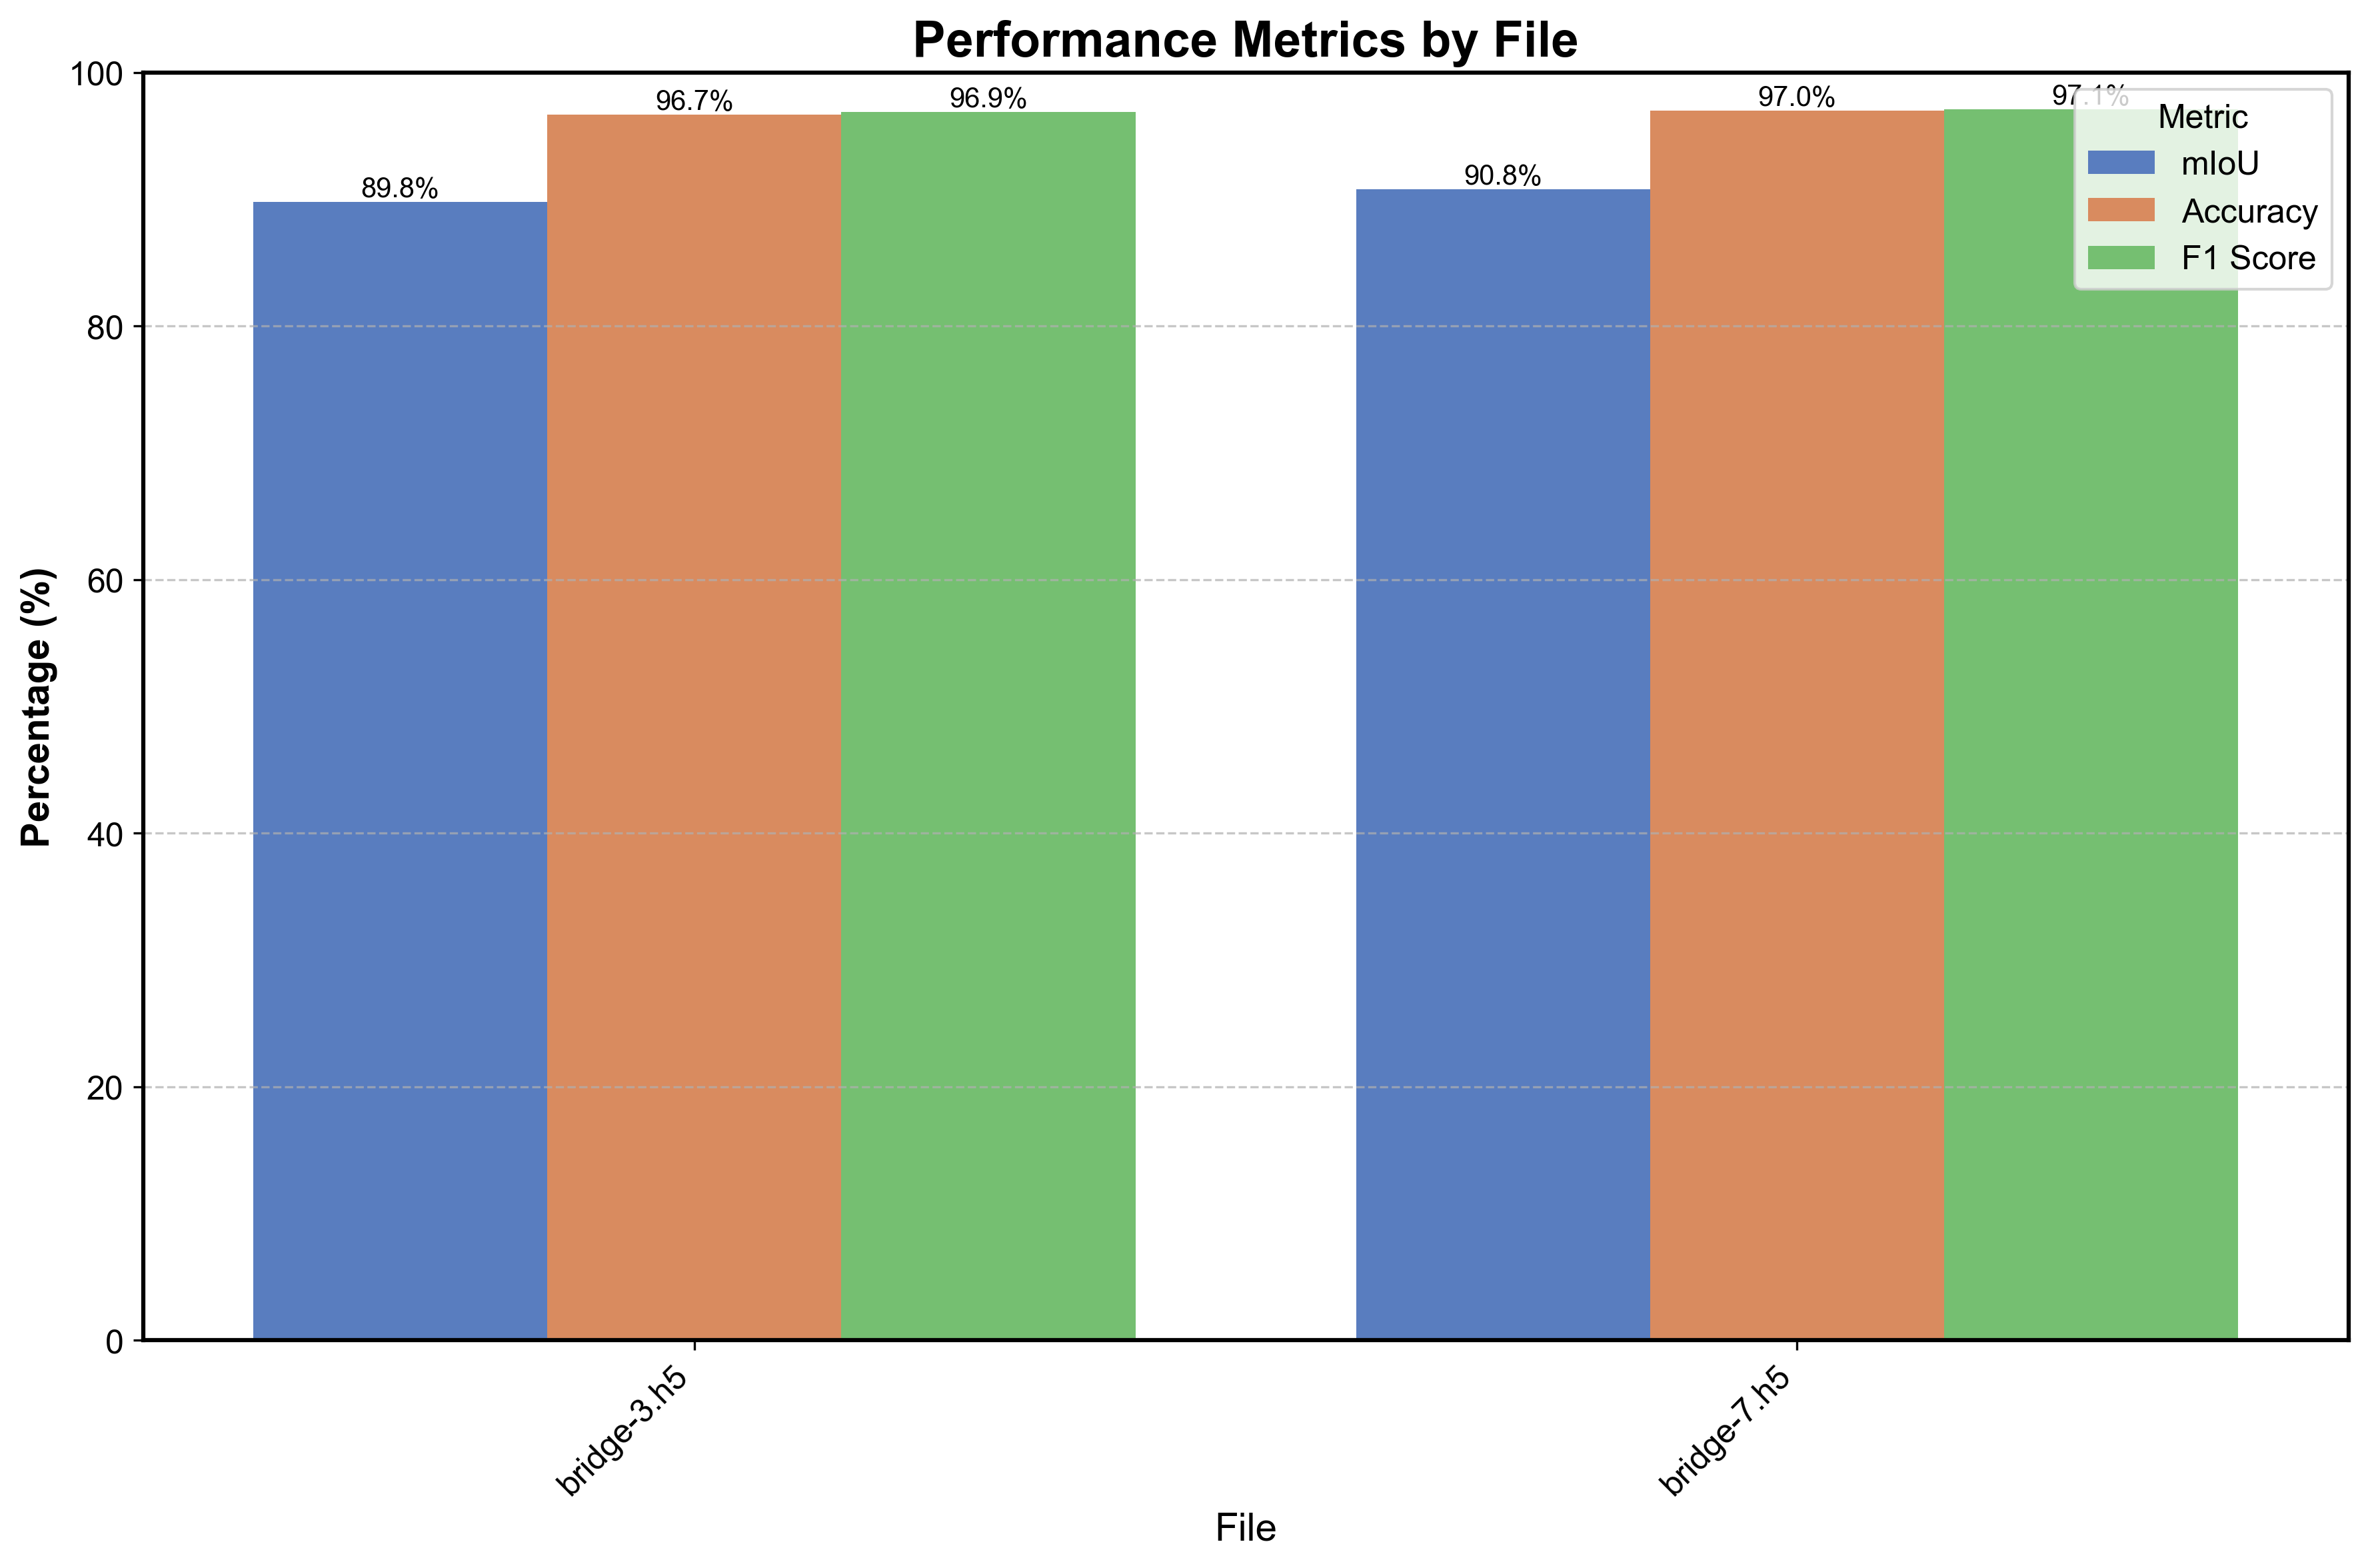 Performance Metrics by File
Percentage (%)
100
80
60
40
20
0
89.8%
96.7%
96.9%
90.8%
97.0%
97.1%
Metric
mIoU
Accuracy
F1 Score
bridge-3.h5
bridge-7.h5
File